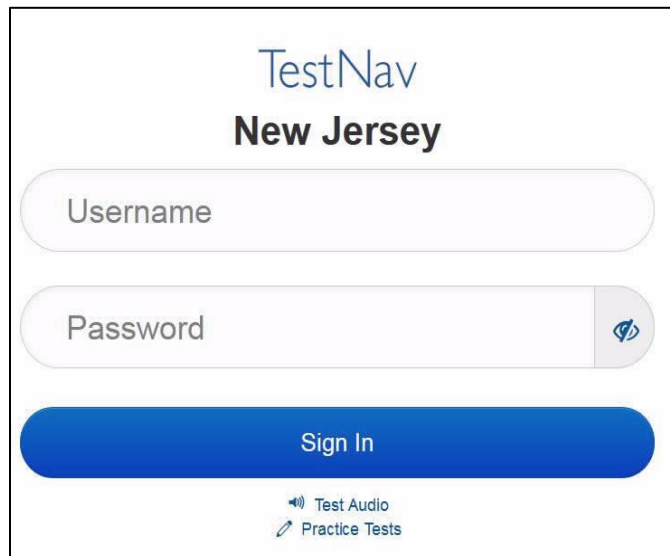 TestNav
New Jersey
Username
Password
Sign In
Test Audio
Practice Tests